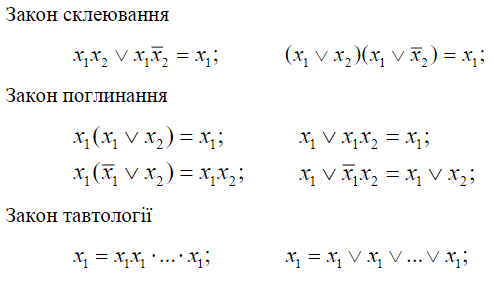 Закон склеювання
x₁x₂ ∨ x₁x̅₂ = x₁; (x₁ ∨ x₂)(x₁ ∨ x̅₂) = x₁;
Закон поглинання
x₁(x₁ ∨ x₂) = x₁; x₁ ∨ x₁x₂ = x₁;
x₁(x̅₁ ∨ x₂) = x₁x₂; x₁ ∨ x̅₁x₂ = x₁ ∨ x₂;
Закон тавтології
x₁ = x₁x₁ · ... · x₁; x₁ = x₁ ∨ x₁ ∨ ... ∨ x₁;